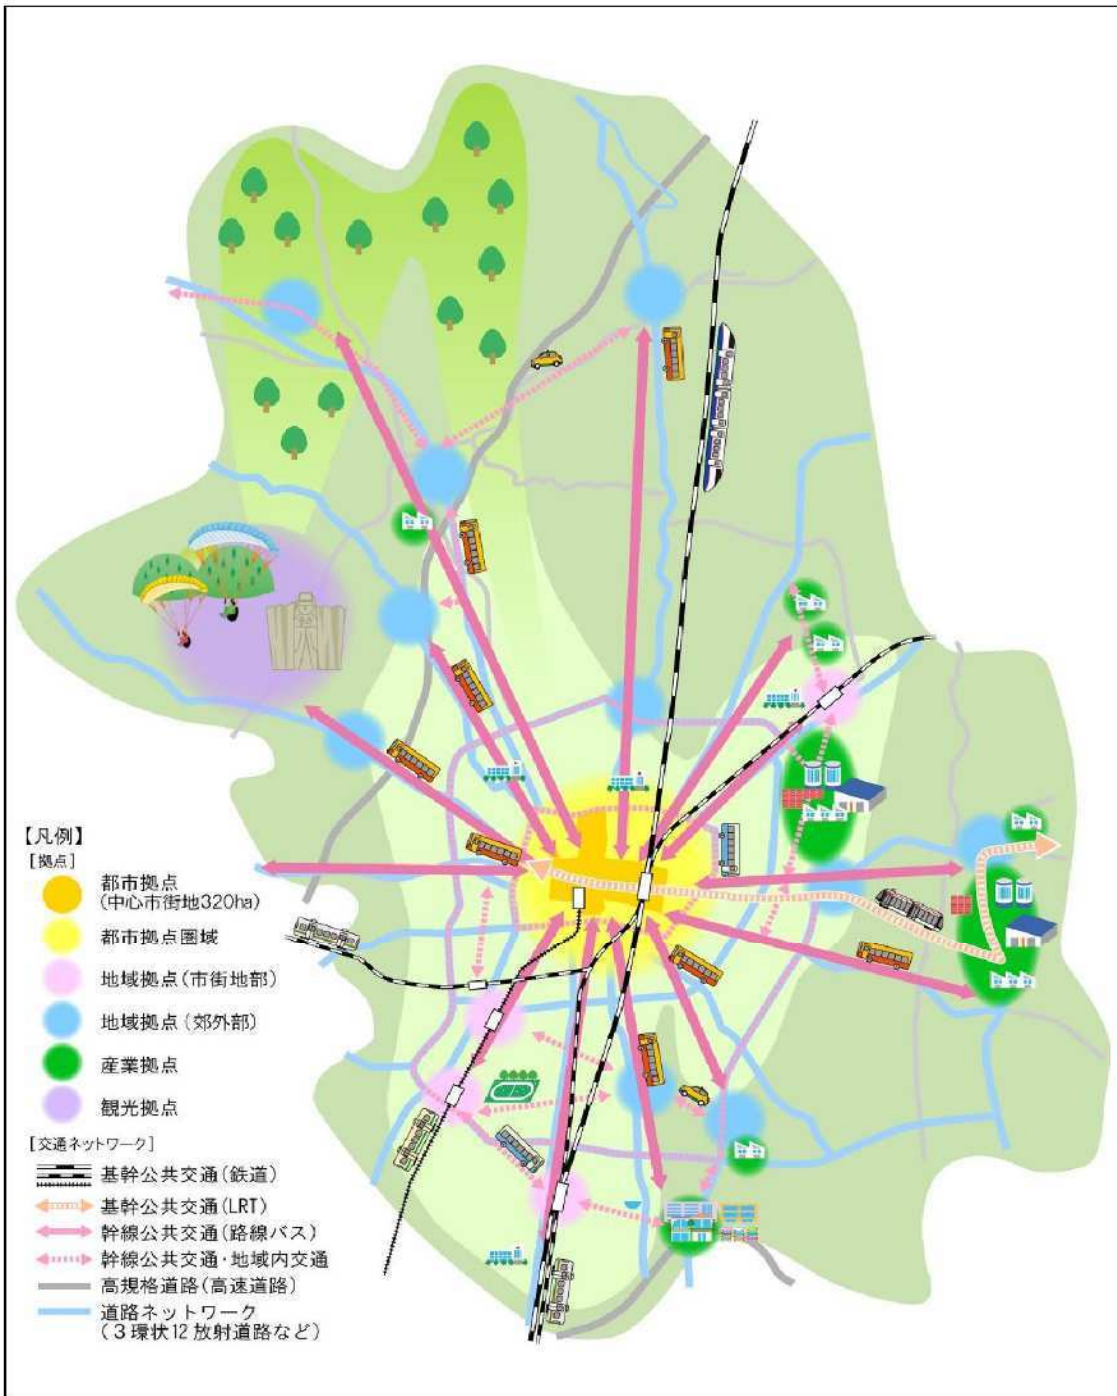 【凡例】
[拠点]
都市拠点
(中心市街地320ha)
都市拠点圏域
地域拠点(市街地部)
地域拠点(郊外部)
産業拠点
観光拠点
[交通ネットワーク]
基幹公共交通(鉄道)
基幹公共交通(LRT)
幹線公共交通(路線バス)
幹線公共交通・地域内交通
高規格道路(高速道路)
道路ネットワーク
(3環状12放射道路など)